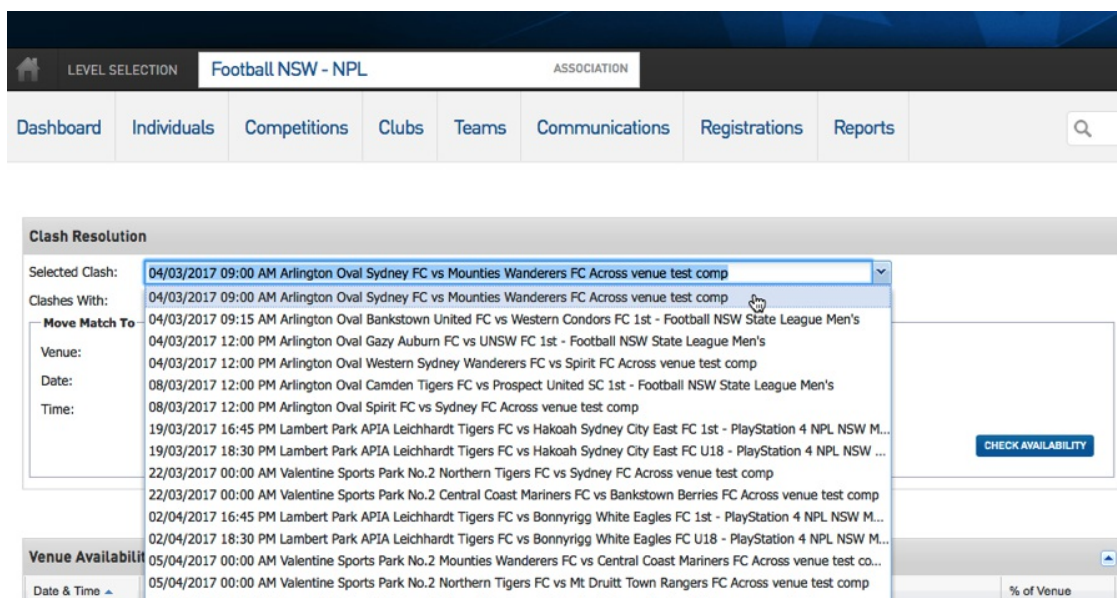 LEVEL SELECTION Football NSW - NPL ASSOCIATION
Dashboard Individuals Competitions Clubs Teams Communications Registrations Reports
Clash Resolution
Selected Clash: 04/03/2017 09:00 AM Arlington Oval Sydney FC vs Mounties Wanderers FC Across venue test comp
Clashes With: 04/03/2017 09:00 AM Arlington Oval Sydney FC vs Mounties Wanderers FC Across venue test comp
Move Match To 04/03/2017 09:15 AM Arlington Oval Bankstown United FC vs Western Condors FC 1st - Football NSW State League Men's
04/03/2017 12:00 PM Arlington Oval Gazy Auburn FC vs UNSW FC 1st - Football NSW State League Men's
Venue: 04/03/2017 12:00 PM Arlington Oval Western Sydney Wanderers FC vs Spirit FC Across venue test comp
Date: 08/03/2017 12:00 PM Arlington Oval Camden Tigers FC vs Prospect United SC 1st - Football NSW State League Men's
Time: 08/03/2017 12:00 PM Arlington Oval Spirit FC vs Sydney FC Across venue test comp
19/03/2017 16:45 PM Lambert Park APIA Leichhardt Tigers FC vs Hakoah Sydney City East FC 1st - PlayStation 4 NPL NSW M...
19/03/2017 18:30 PM Lambert Park APIA Leichhardt Tigers FC vs Hakoah Sydney City East FC U18 - PlayStation 4 NPL NSW ... CHECK AVAILABILITY
22/03/2017 00:00 AM Valentine Sports Park No.2 Northern Tigers FC vs Sydney FC Across venue test comp
22/03/2017 00:00 AM Valentine Sports Park No.2 Central Coast Mariners FC vs Bankstown Berries FC Across venue test comp
02/04/2017 16:45 PM Lambert Park APIA Leichhardt Tigers FC vs Bonnyrigg White Eagles FC 1st - PlayStation 4 NPL NSW M...
02/04/2017 18:30 PM Lambert Park APIA Leichhardt Tigers FC vs Bonnyrigg White Eagles FC U18 - PlayStation 4 NPL NSW M...
Venue Availabilit 05/04/2017 00:00 AM Valentine Sports Park No.2 Mounties Wanderers FC vs Central Coast Mariners FC Across venue test co...
Date & Time 05/04/2017 00:00 AM Valentine Sports Park No.2 Northern Tigers FC vs Mt Druitt Town Rangers FC Across venue test comp % of Venue